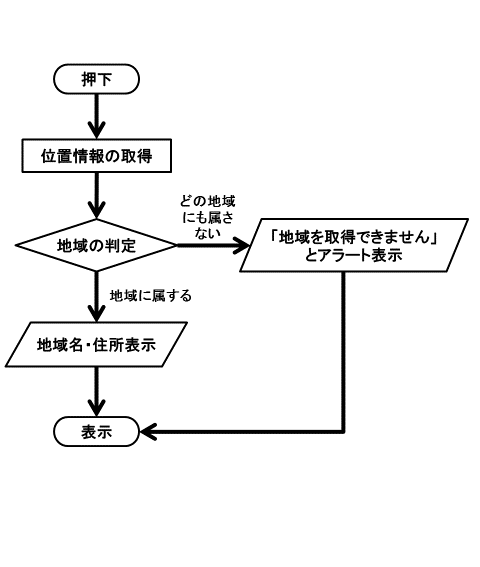 押下
位置情報の取得
どの地域
にも属さ
ない
地域の判定
「地域を取得できません」
とアラート表示
地域に属する
地域名・住所表示
表示